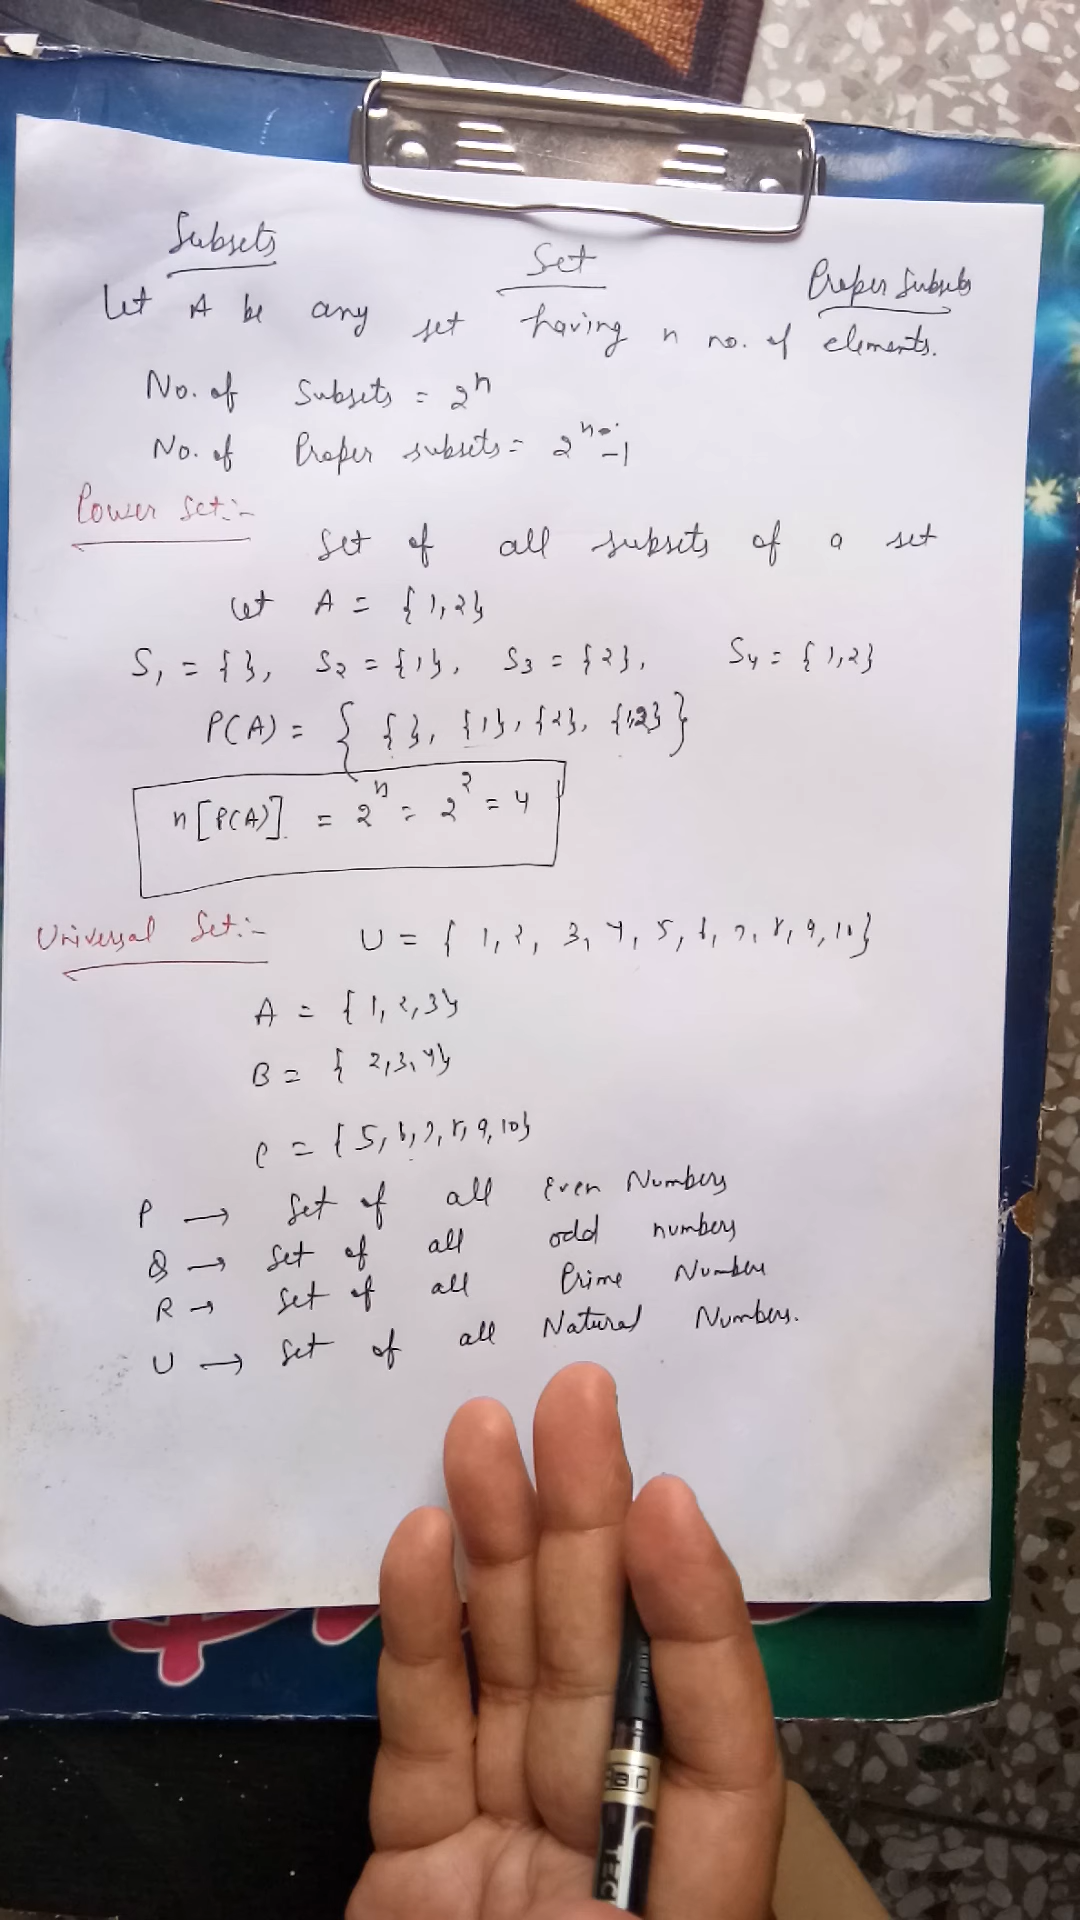 Subsets Set Proper Subsets
Let A be any set having n no. of elements.
No. of Subsets = 2^n
No. of Proper subsets = 2^n - 1
Power Set :-
Set of all subsets of a set
Let A = {1,2}
S1 = { }, S2 = {1}, S3 = {2}, S4 = {1,2}
P(A) = { { }, {1}, {2}, {1,2} }
n[P(A)] = 2^n = 2^2 = 4
Universal Set :- U = { 1, 2, 3, 4, 5, 6, 7, 8, 9, 10}
A = {1, 2, 3}
B = { 2, 3, 4}
C = {5, 6, 7, 8, 9, 10}
P → Set of all Even Numbers
Q → Set of all odd numbers
R → Set of all Prime Numbers
U → Set of all Natural Numbers.
TEC